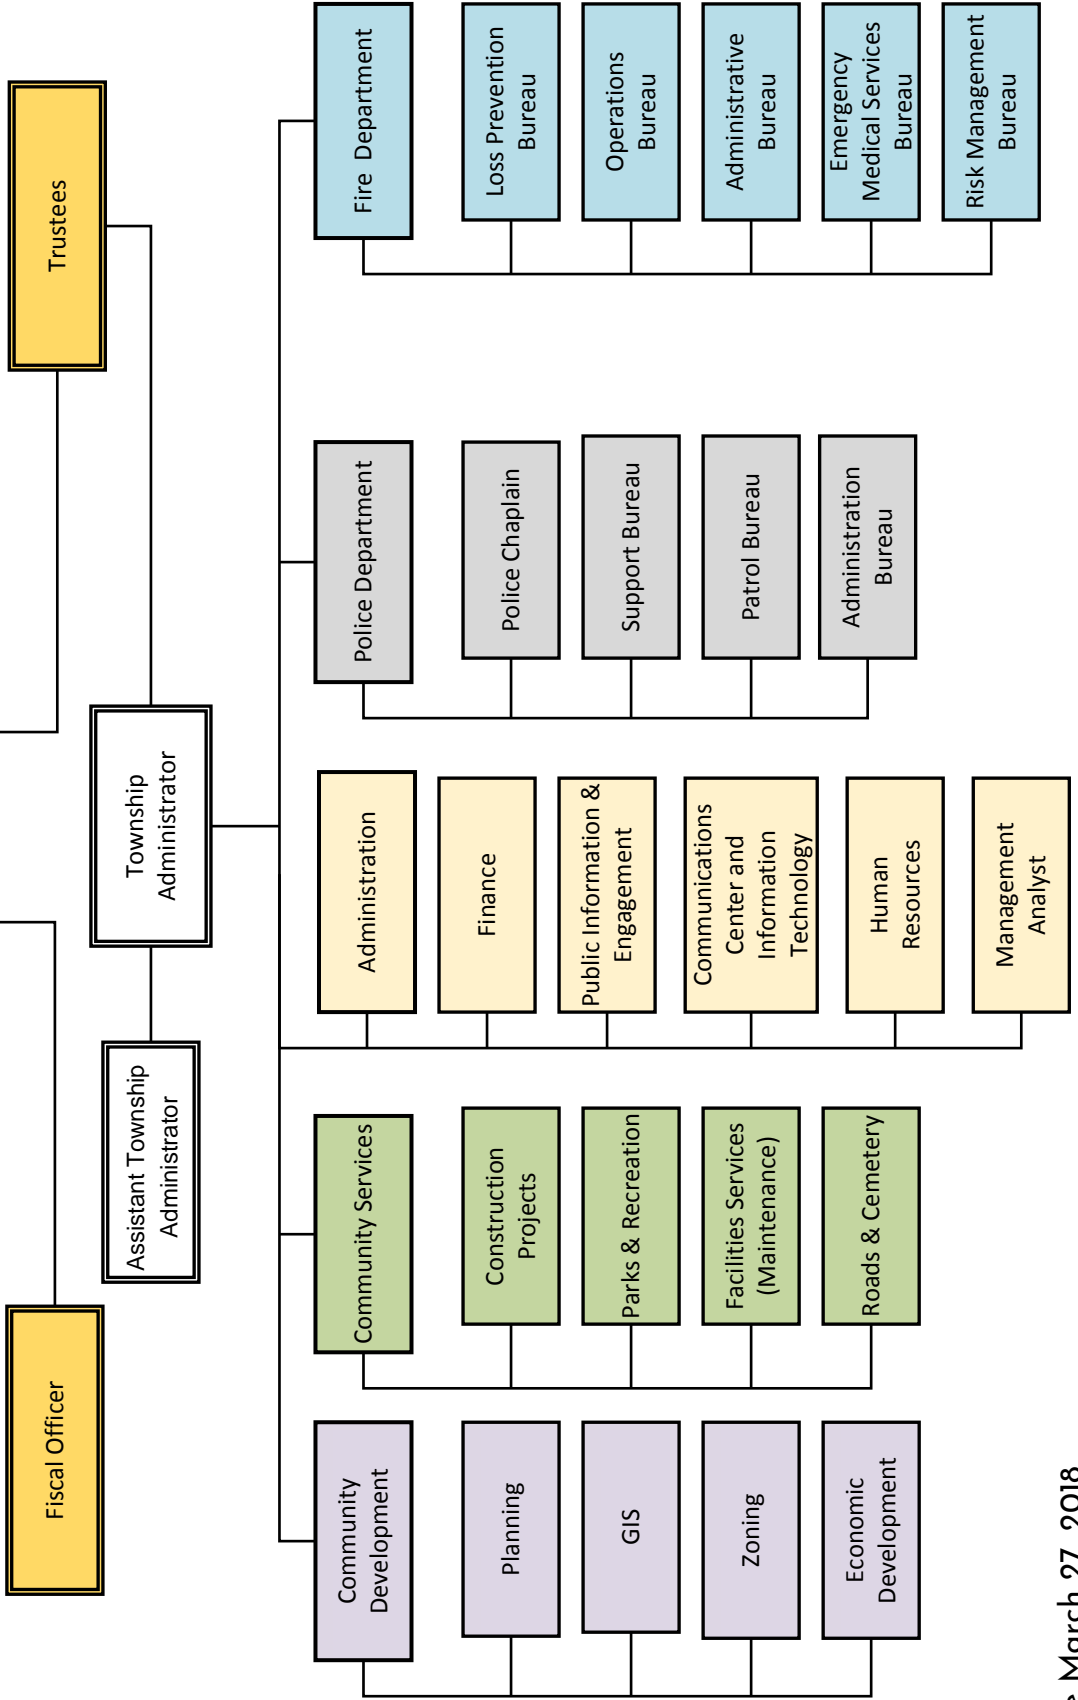 Fiscal Officer
Trustees
Township
Administrator
Assistant Township
Administrator
Community
Development
Planning
GIS
Zoning
Economic
Development
Community Services
Construction
Projects
Parks & Recreation
Facilities Services
(Maintenance)
Roads & Cemetery
Administration
Finance
Public Information &
Engagement
Communications
Center and
Information
Technology
Human
Resources
Management
Analyst
Police Department
Police Chaplain
Support Bureau
Patrol Bureau
Administration
Bureau
Fire Department
Loss Prevention
Bureau
Operations
Bureau
Administrative
Bureau
Emergency
Medical Services
Bureau
Risk Management
Bureau
March 27, 2018